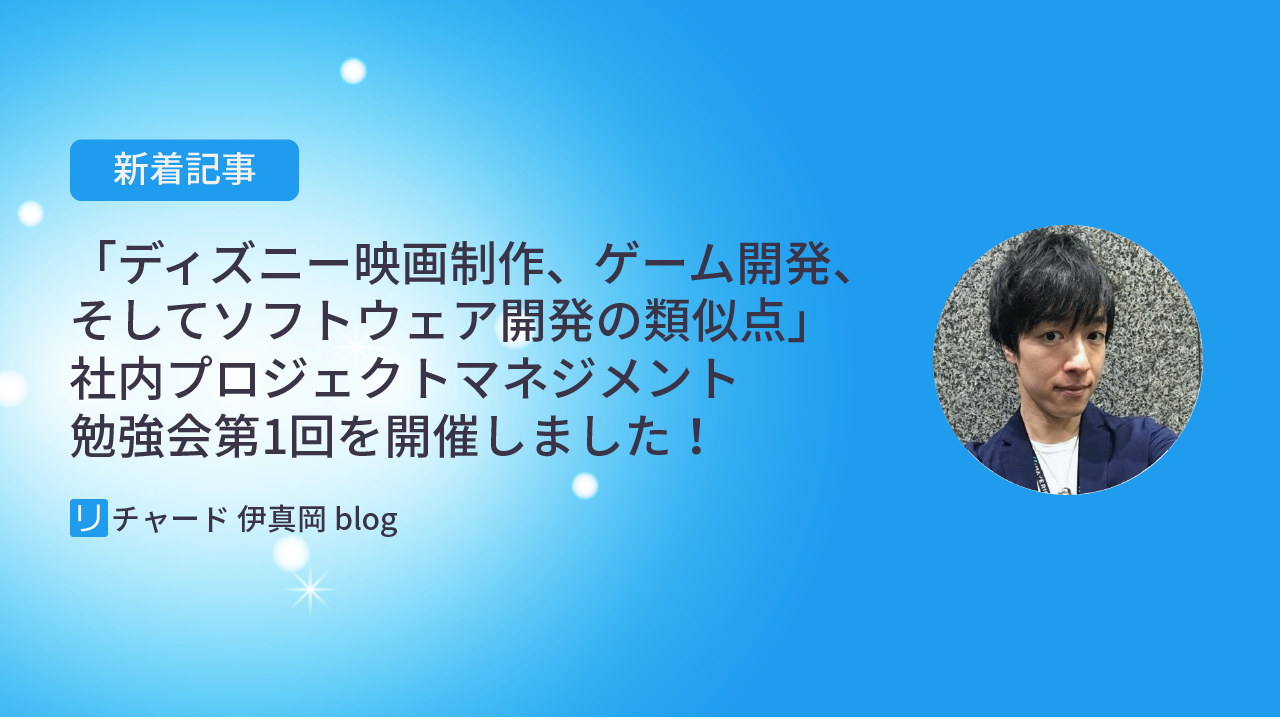 新着記事
「ディズニー映画制作、ゲーム開発、
そしてソフトウェア開発の類似点」
社内プロジェクトマネジメント
勉強会第1回を開催しました！
リチャード 伊真岡 blog